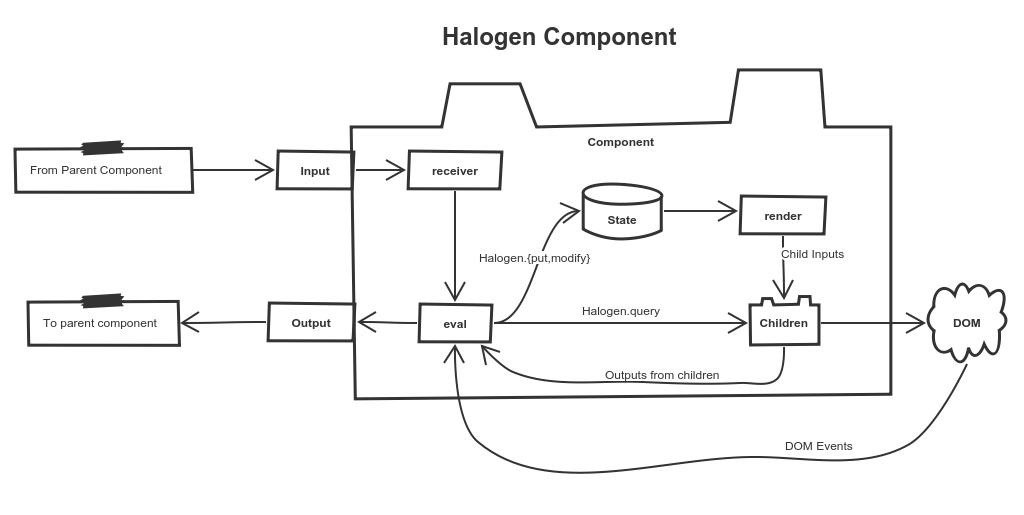 Halogen Component
Component
From Parent Component
Input
receiver
State
render
Halogen.{put,modify}
Child Inputs
To parent component
Output
eval
Halogen.query
Children
DOM
Outputs from children
DOM Events